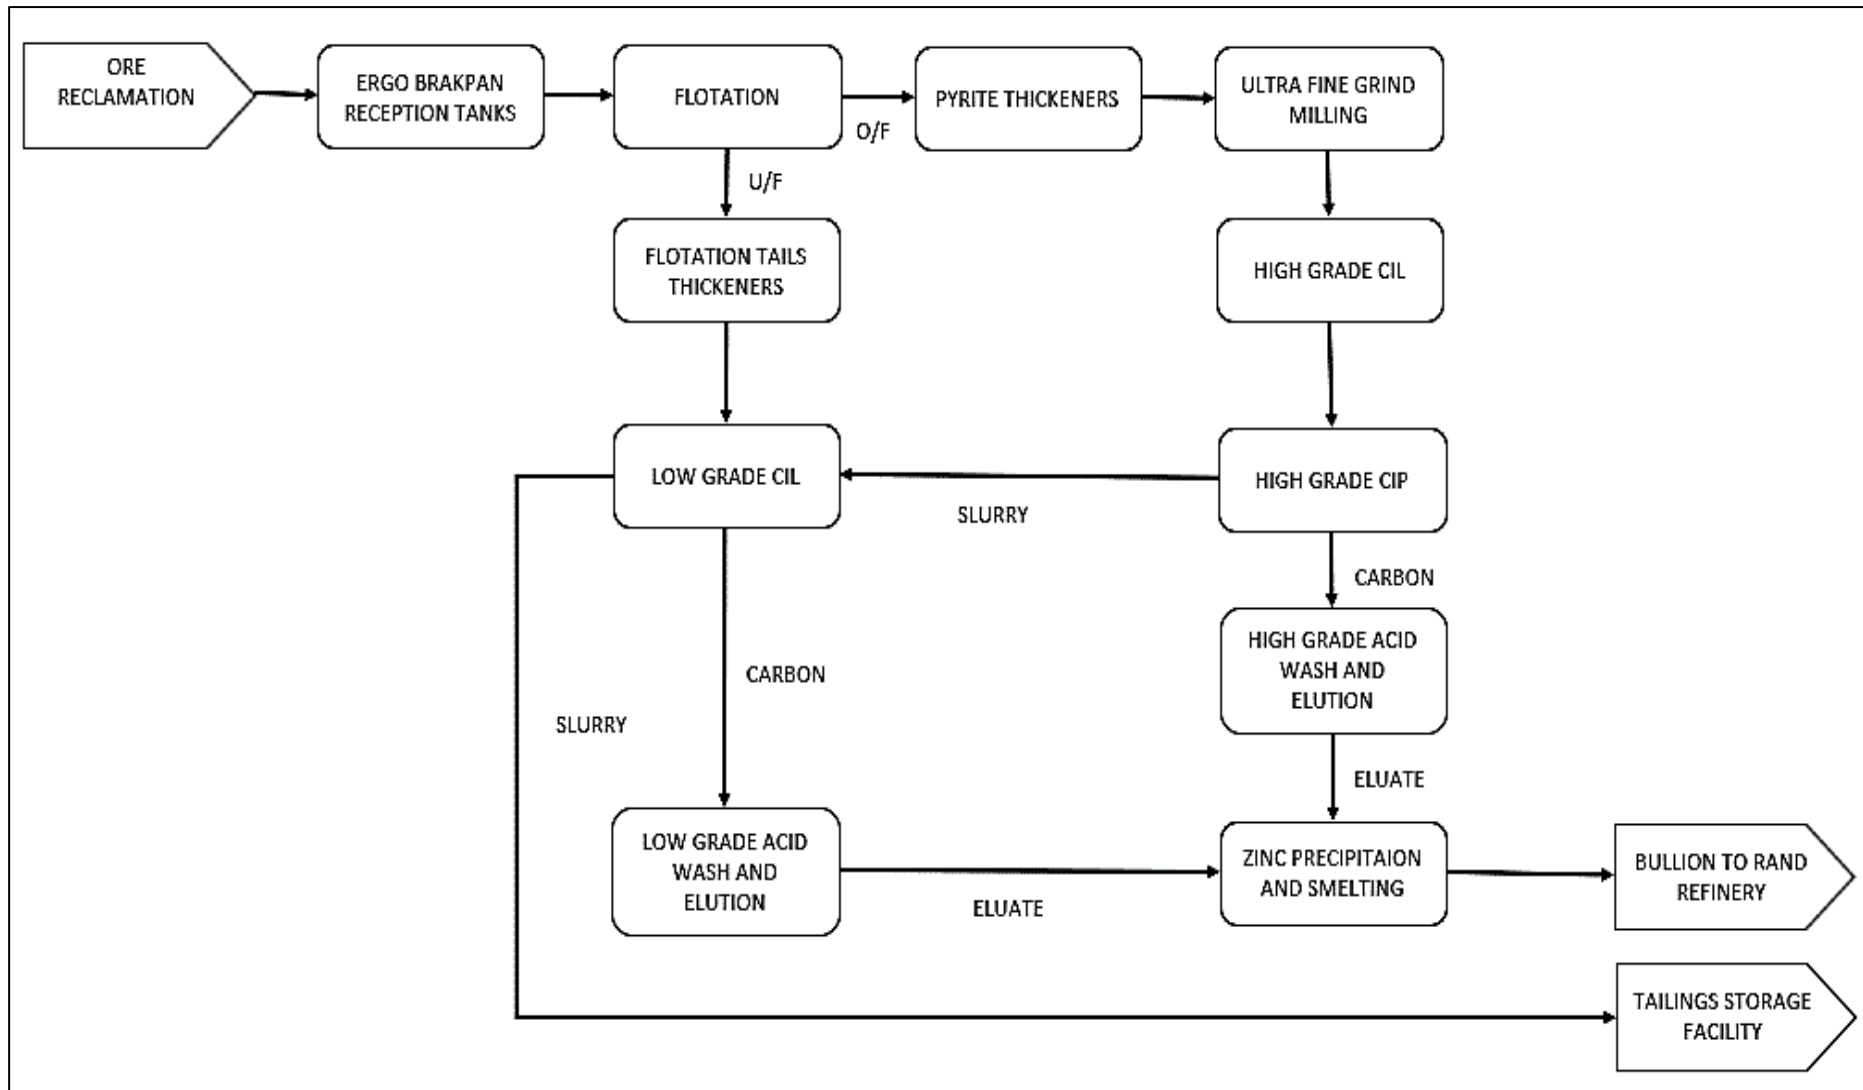 ORE
RECLAMATION
ERGO BRAKPAN
RECEPTION TANKS
FLOTATION
O/F
PYRITE THICKENERS
ULTRA FINE GRIND
MILLING
U/F
FLOTATION TAILS
THICKENERS
HIGH GRADE CIL
LOW GRADE CIL
SLURRY
HIGH GRADE CIP
CARBON
HIGH GRADE ACID
WASH AND
ELUTION
CARBON
SLURRY
ELUATE
LOW GRADE ACID
WASH AND
ELUTION
ELUATE
ZINC PRECIPITAION
AND SMELTING
BULLION TO RAND
REFINERY
TAILINGS STORAGE
FACILITY